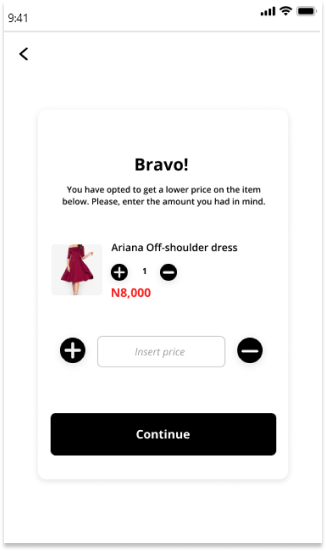 9:41
Bravo!
You have opted to get a lower price on the item
below. Please, enter the amount you had in mind.
Ariana Off-shoulder dress
1
N8,000
Insert price
Continue